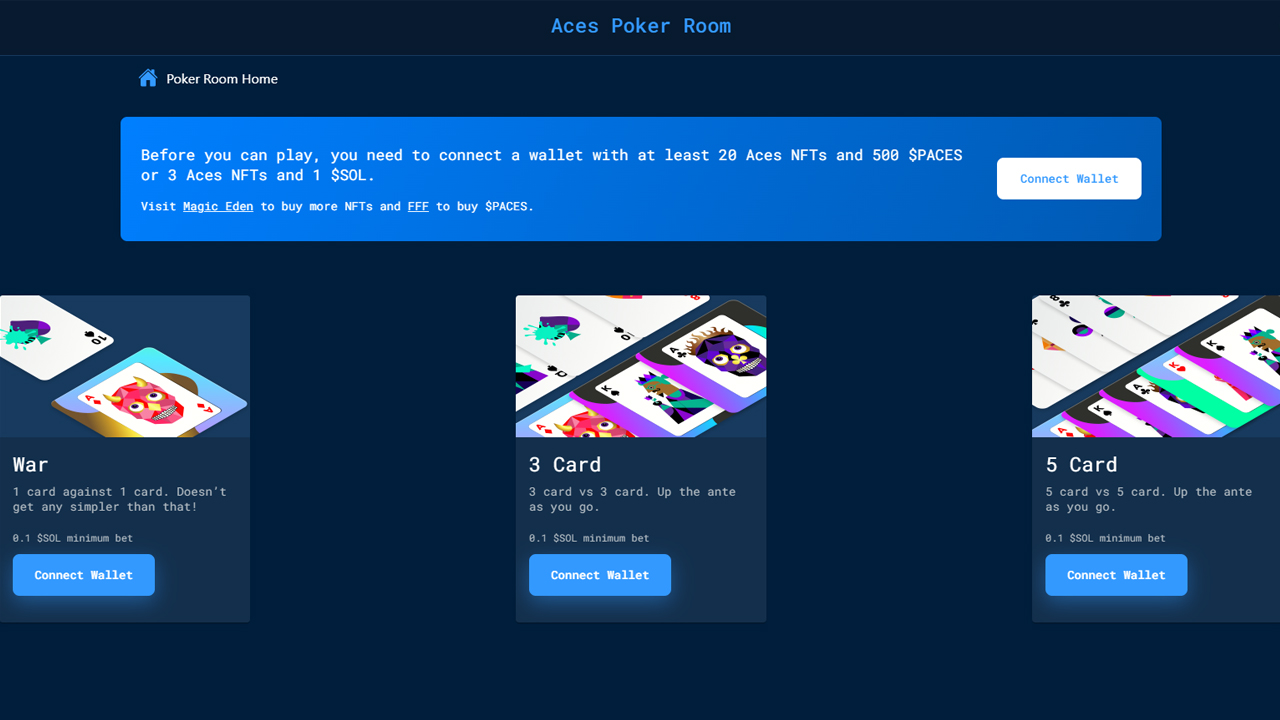 Aces Poker Room
Poker Room Home
Before you can play, you need to connect a wallet with at least 20 Aces NFTs and 500 $PACES
or 3 Aces NFTs and 1 $SOL.
Visit Magic Eden to buy more NFTs and FFF to buy $PACES.
Connect Wallet
10
A
A
War
1 card against 1 card. Doesn't
get any simpler than that!
0.1 $SOL minimum bet
Connect Wallet
10
Q
A
K
A
3 Card
3 card vs 3 card. Up the ante
as you go.
0.1 $SOL minimum bet
Connect Wallet
K
K
K
A
5 Card
5 card vs 5 card. Up the ante
as you go.
0.1 $SOL minimum bet
Connect Wallet